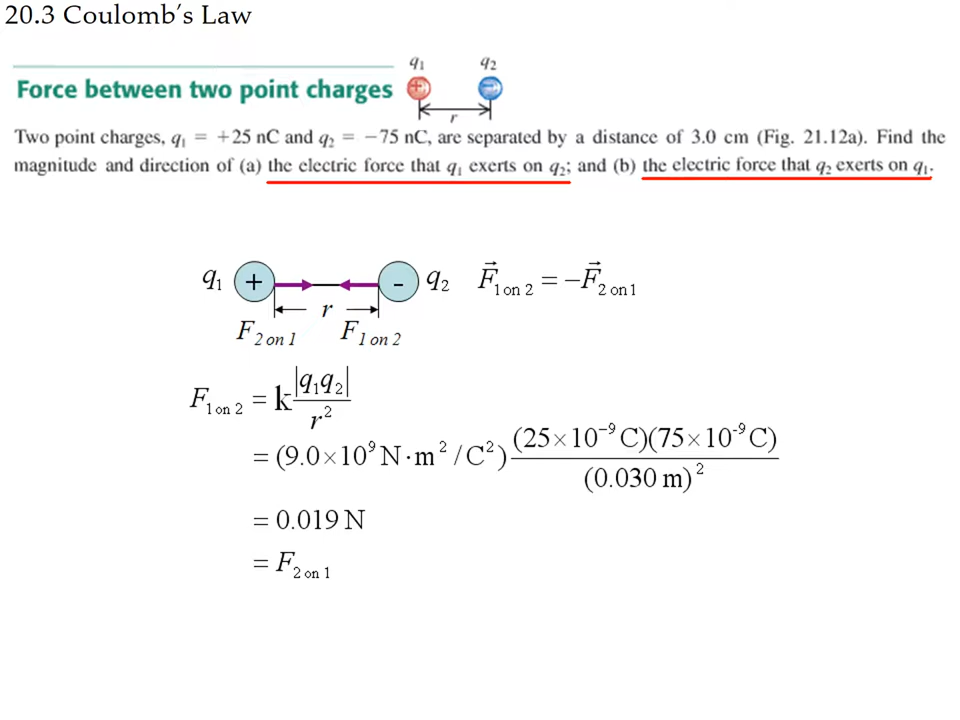 20.3 Coulomb's Law
q₁ q₂
+ −
Force between two point charges
r
Two point charges, q₁ = +25 nC and q₂ = −75 nC, are separated by a distance of 3.0 cm (Fig. 21.12a). Find the
magnitude and direction of (a) the electric force that q₁ exerts on q₂; and (b) the electric force that q₂ exerts on q₁.
q₁ + - q₂ F⃗₁ on 2 = −F⃗₂ on 1
r
F₂ on 1 F₁ on 2
F₁ on 2 = k |q₁q₂| / r²
= (9.0×10⁹ N·m²/C²) (25×10⁻⁹ C)(75×10⁻⁹ C) / (0.030 m)²
= 0.019 N
= F₂ on 1